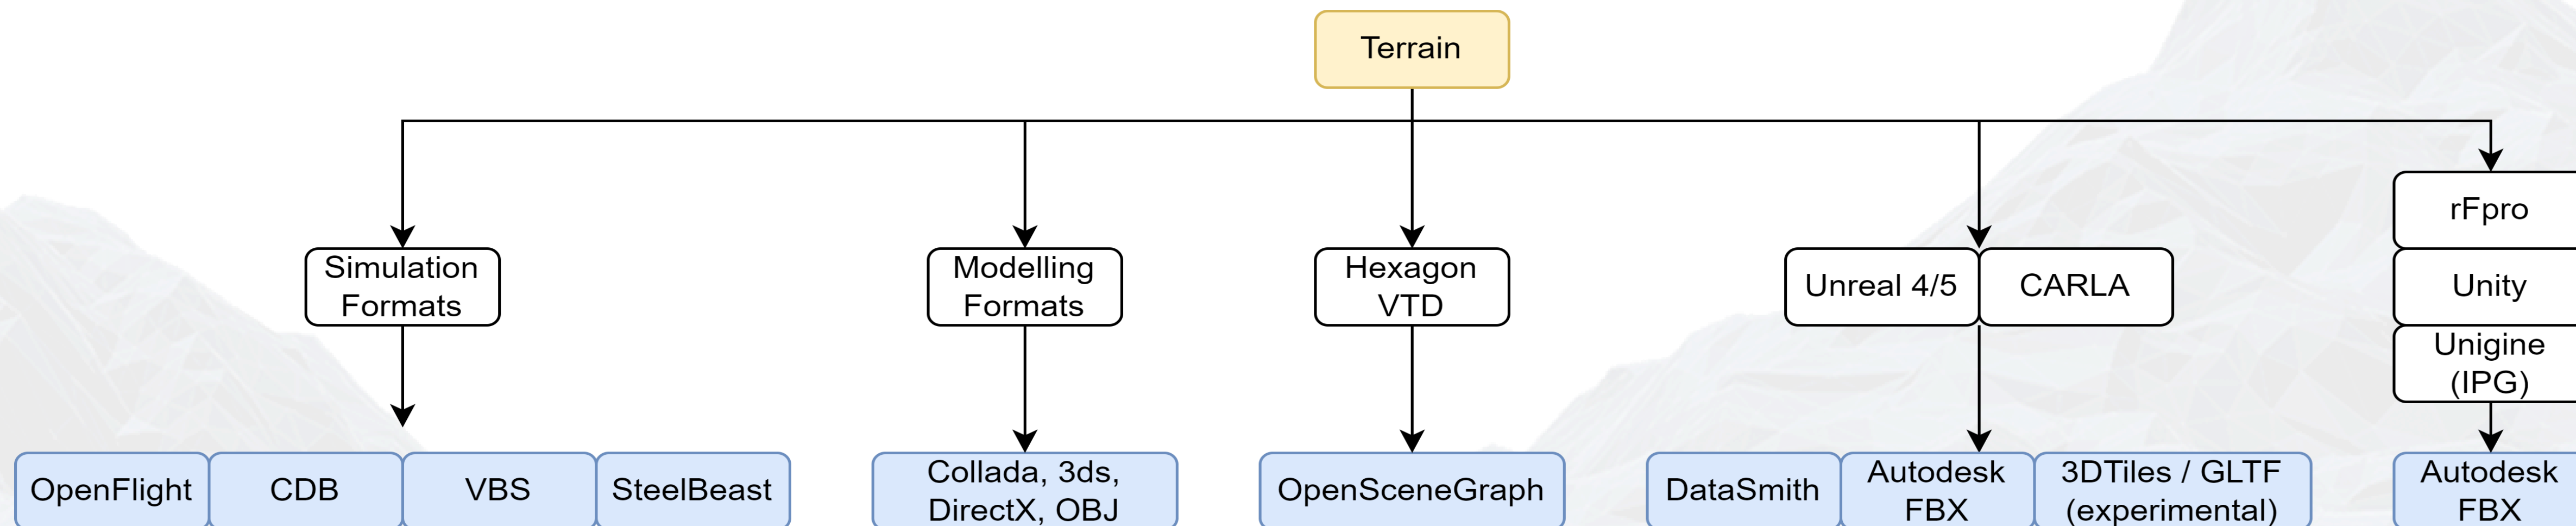 Terrain
rFpro
Simulation
Formats
Modelling
Formats
Hexagon
VTD
Unreal 4/5
CARLA
Unity
Unigine
(IPG)
OpenFlight
CDB
VBS
SteelBeast
Collada, 3ds,
DirectX, OBJ
OpenSceneGraph
DataSmith
Autodesk
FBX
3DTiles / GLTF
(experimental)
Autodesk
FBX